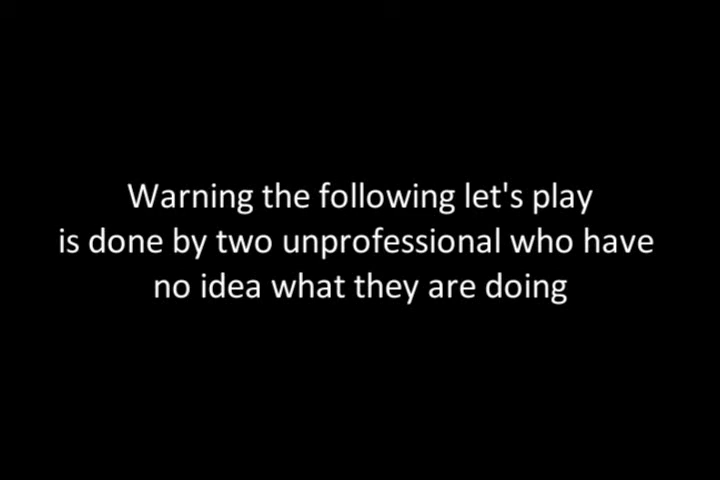 Warning the following let's play
is done by two unprofessional who have
no idea what they are doing